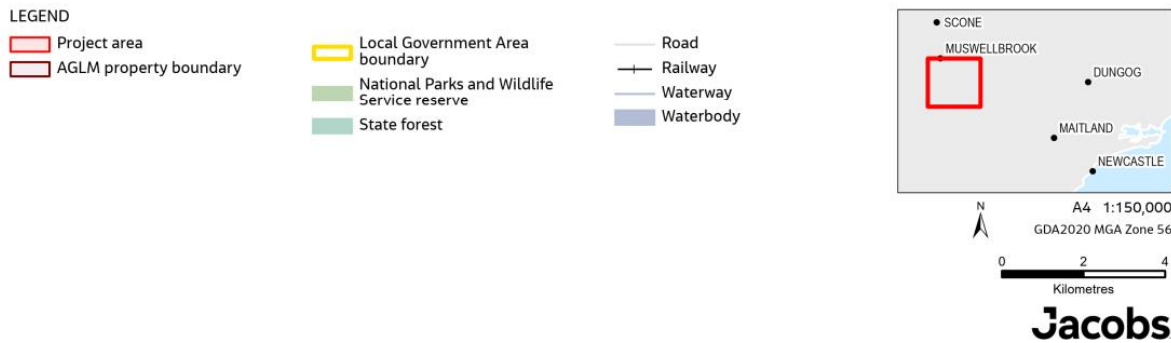 LEGEND
Project area
AGLM property boundary
Local Government Area
boundary
National Parks and Wildlife
Service reserve
State forest
Road
Railway
Waterway
Waterbody
SCONE
MUSWELLBROOK
DUNGOG
MAITLAND
NEWCASTLE
N
A4 1:150,000
GDA2020 MGA Zone 56
0 2 4
Kilometres
Jacobs